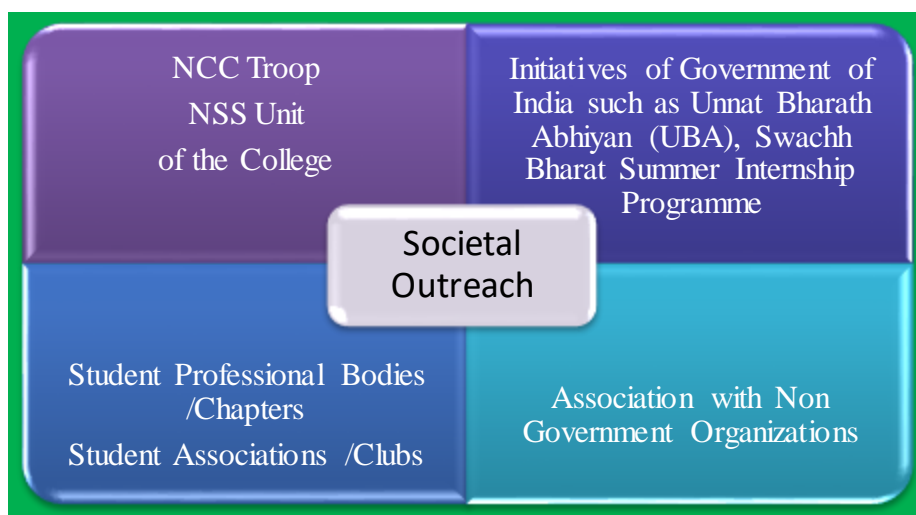 NCC Troop
NSS Unit
of the College
Initiatives of Government of
India such as Unnat Bharath
Abhiyan (UBA), Swachh
Bharat Summer Internship
Programme
Societal
Outreach
Student Professional Bodies
/Chapters
Student Associations /Clubs
Association with Non
Government Organizations